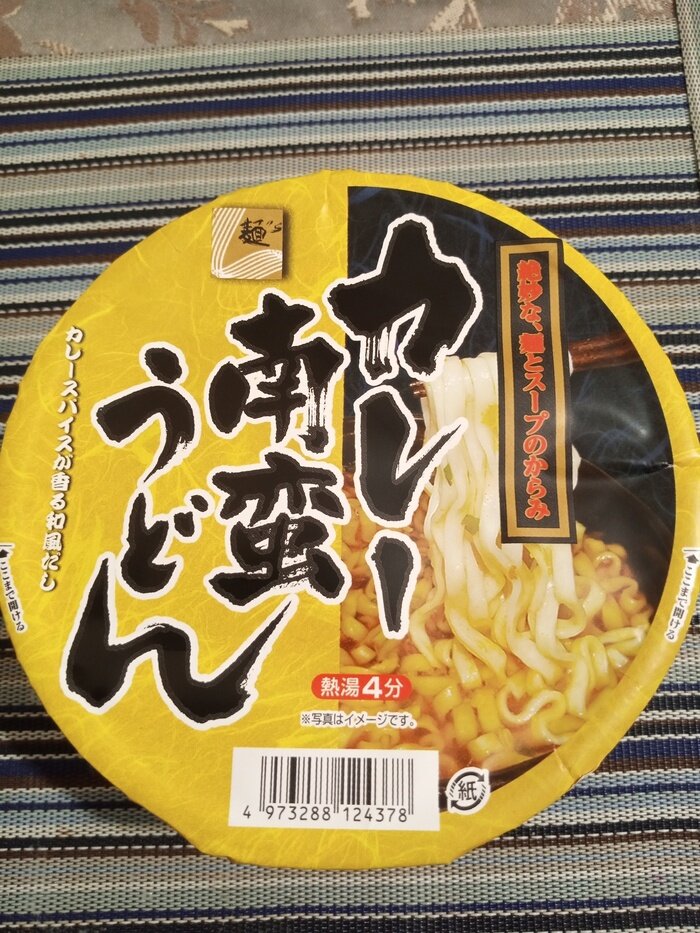 麺's
カレー
南蛮
うどん
絶妙な、麺とスープのからみ
カレースパイスが香る和風だし
ここまで開ける
ここまで開ける
熱湯4分
※写真はイメージです。
4 973288 124378
紙